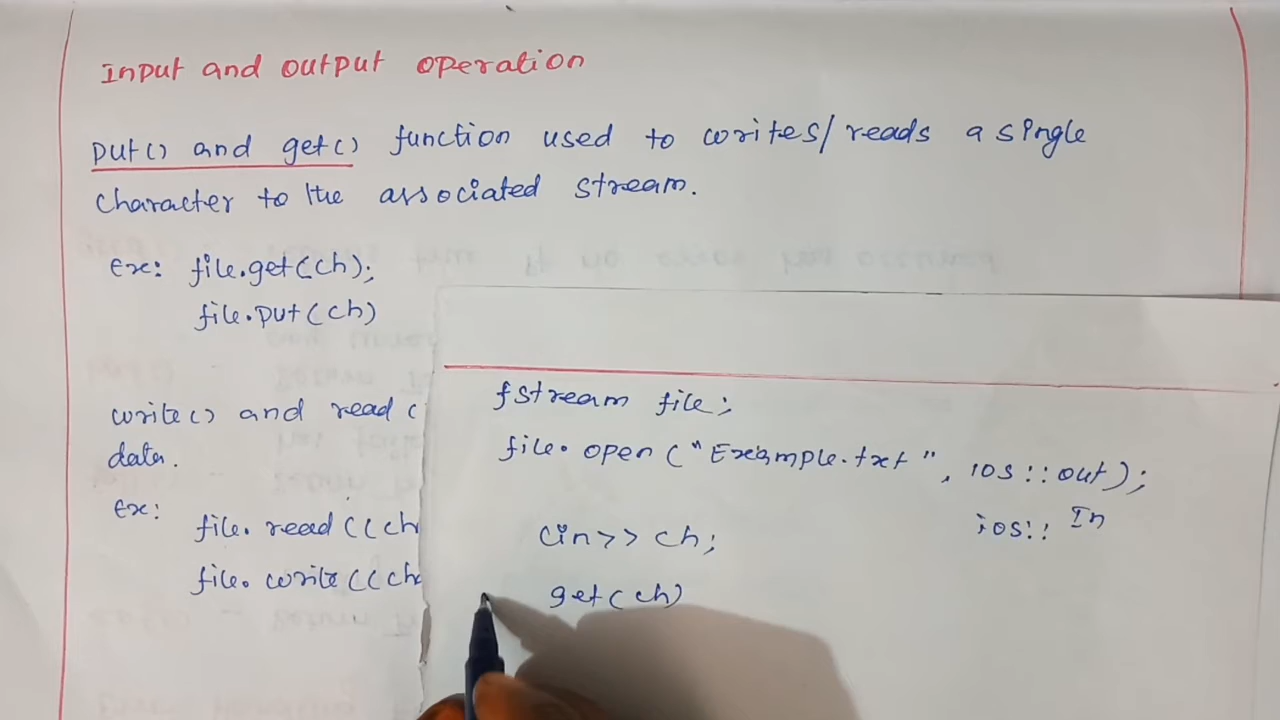 Input and output operation
put() and get() function used to writes/reads a single
character to the associated stream.
Ex: file.get(ch);
file.put(ch)
write() and read (
data.
Ex:
file. read ((ch
file. write ((cha
fstream file;
file. open ("Example.txt", ios::out);
ios:: In
cin>> ch;
get(ch)